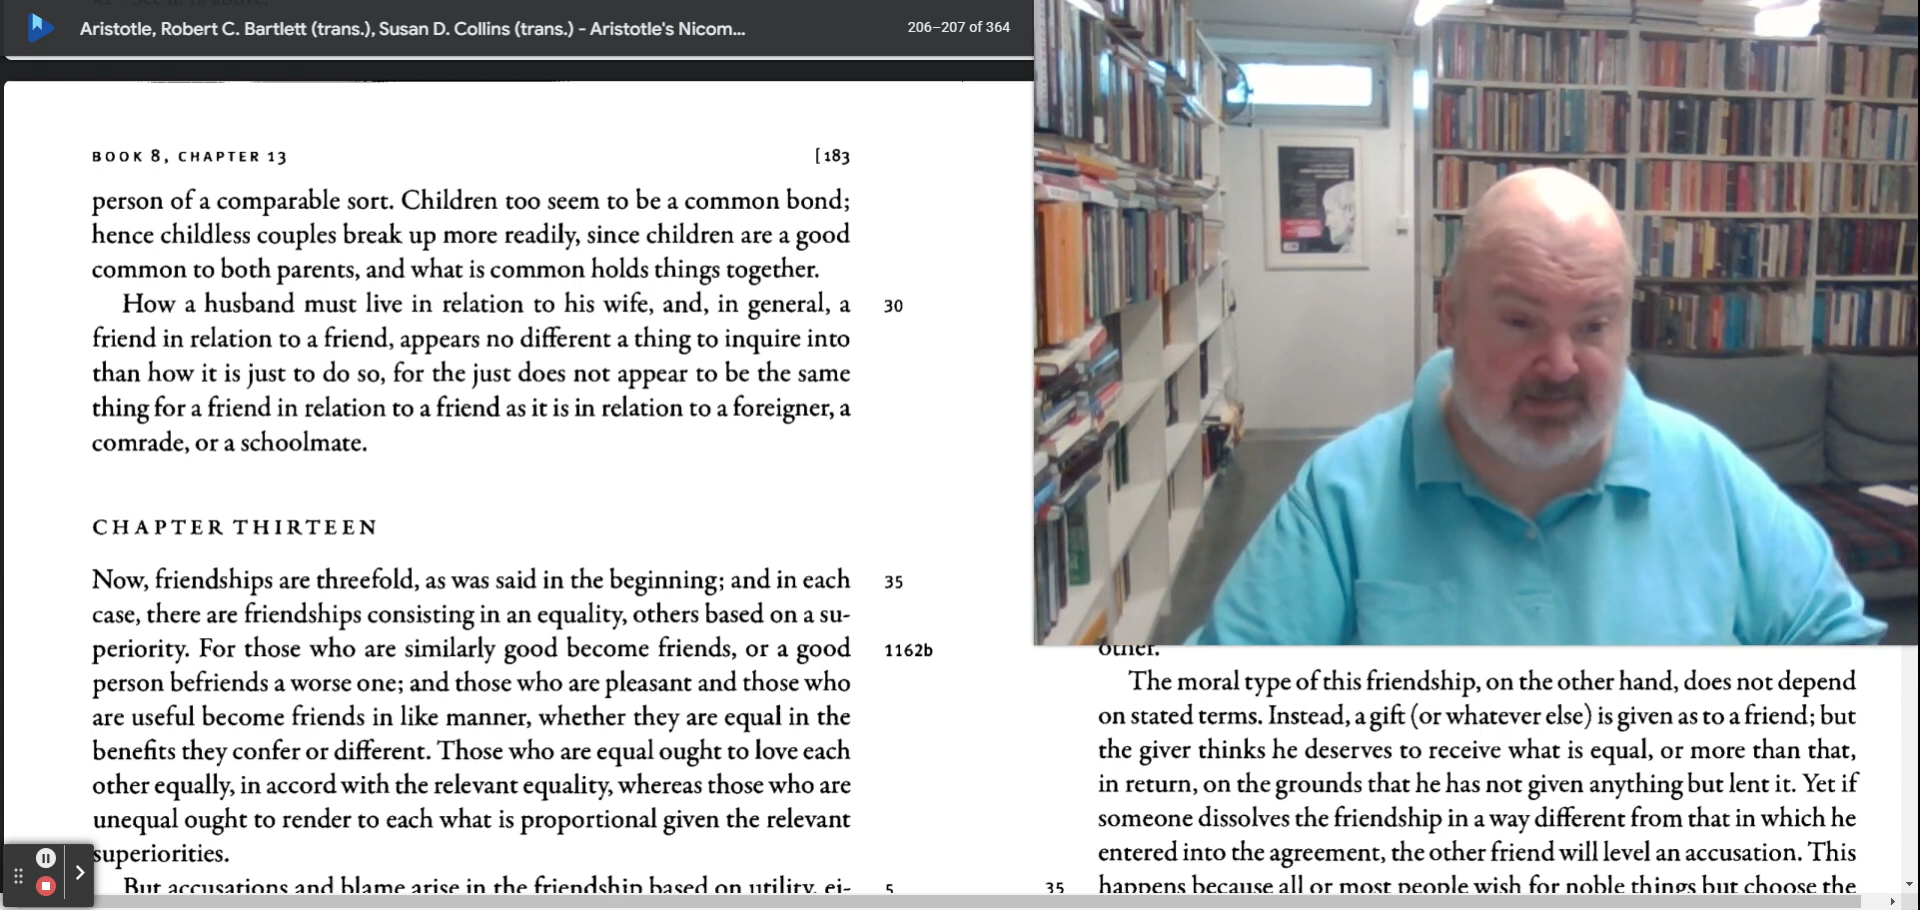 Aristotle, Robert C. Bartlett (trans.), Susan D. Collins (trans.) - Aristotle's Nicom...
206–207 of 364
BOOK 8, CHAPTER 13 [183
person of a comparable sort. Children too seem to be a common bond;
hence childless couples break up more readily, since children are a good
common to both parents, and what is common holds things together.
How a husband must live in relation to his wife, and, in general, a 30
friend in relation to a friend, appears no different a thing to inquire into
than how it is just to do so, for the just does not appear to be the same
thing for a friend in relation to a friend as it is in relation to a foreigner, a
comrade, or a schoolmate.
CHAPTER THIRTEEN
Now, friendships are threefold, as was said in the beginning; and in each 35
case, there are friendships consisting in an equality, others based on a su-
periority. For those who are similarly good become friends, or a good 1162b
person befriends a worse one; and those who are pleasant and those who
are useful become friends in like manner, whether they are equal in the
benefits they confer or different. Those who are equal ought to love each
other equally, in accord with the relevant equality, whereas those who are
unequal ought to render to each what is proportional given the relevant
superiorities.
But accusations and blame arise in the friendship based on utility, ei- 5
other.
The moral type of this friendship, on the other hand, does not depend
on stated terms. Instead, a gift (or whatever else) is given as to a friend; but
the giver thinks he deserves to receive what is equal, or more than that,
in return, on the grounds that he has not given anything but lent it. Yet if
someone dissolves the friendship in a way different from that in which he
entered into the agreement, the other friend will level an accusation. This
35 happens because all or most people wish for noble things but choose the